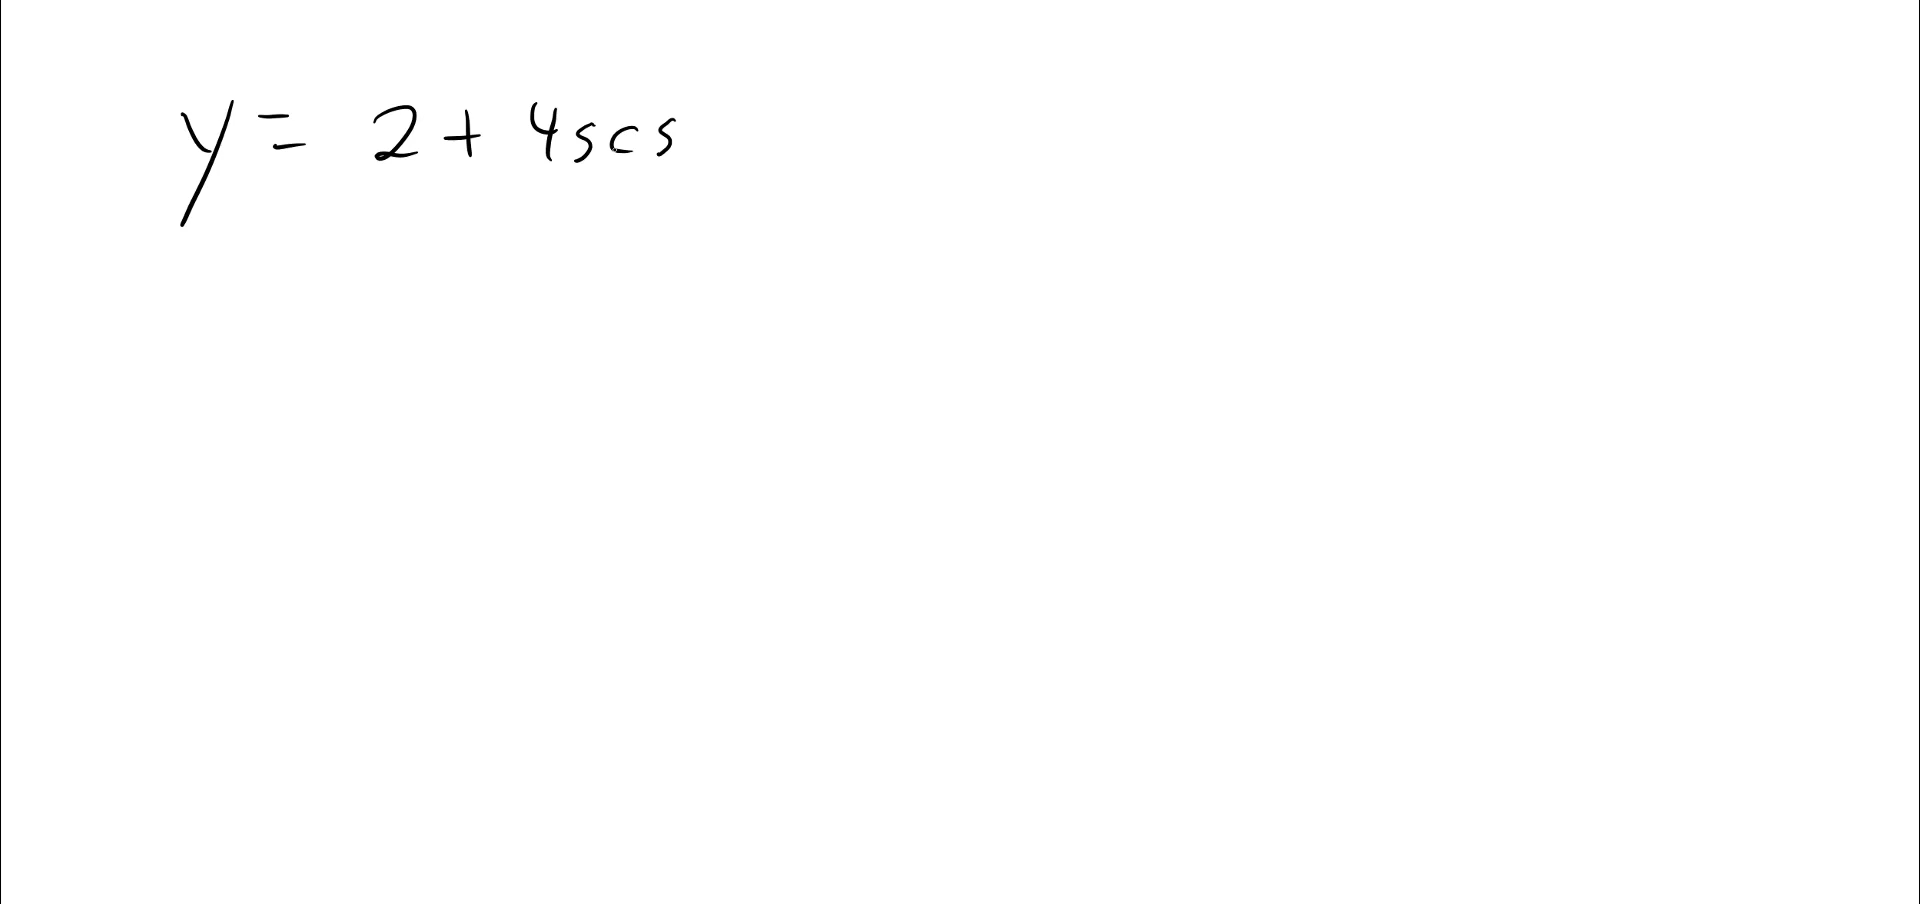 y = 2 + 4scs